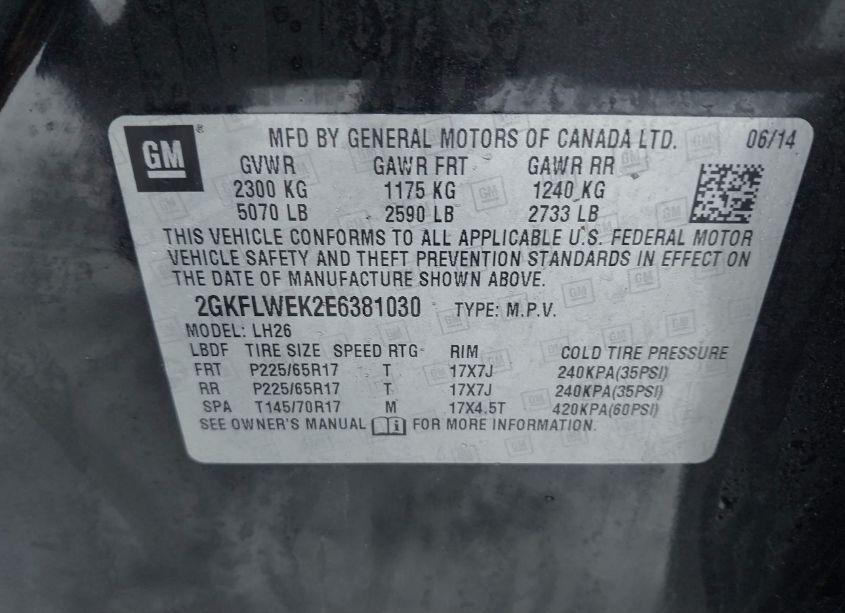 GM ® MFD BY GENERAL MOTORS OF CANADA LTD. 06/14
GVWR GAWR FRT GAWR RR
2300 KG 1175 KG 1240 KG
5070 LB 2590 LB 2733 LB
THIS VEHICLE CONFORMS TO ALL APPLICABLE U.S. FEDERAL MOTOR
VEHICLE SAFETY AND THEFT PREVENTION STANDARDS IN EFFECT ON
THE DATE OF MANUFACTURE SHOWN ABOVE.
2GKFLWEK2E6381030 TYPE: M.P.V.
MODEL: LH26
LBDF TIRE SIZE SPEED RTG RIM COLD TIRE PRESSURE
FRT P225/65R17 T 17X7J 240KPA(35PSI)
RR P225/65R17 T 17X7J 240KPA(35PSI)
SPA T145/70R17 M 17X4.5T 420KPA(60PSI)
SEE OWNER'S MANUAL i FOR MORE INFORMATION.